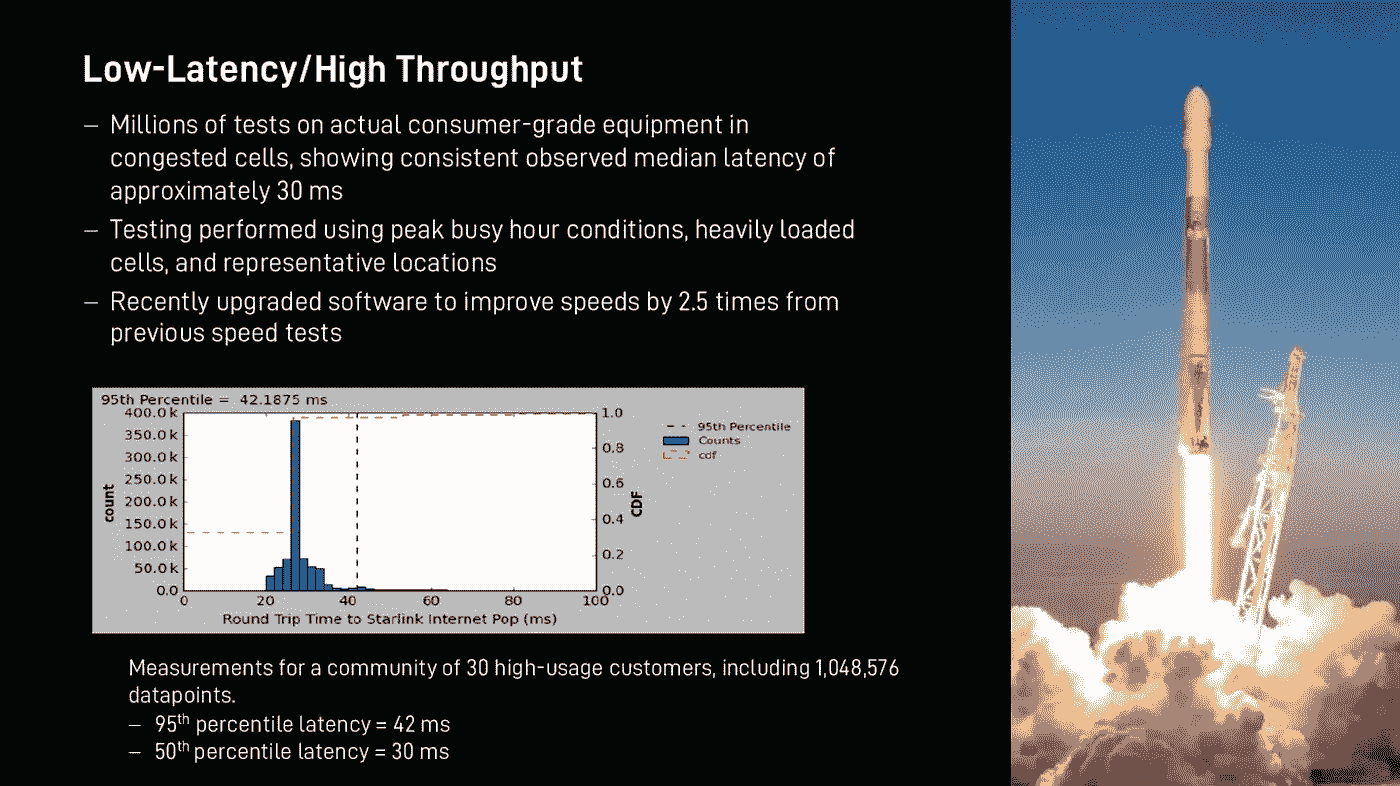 Low-Latency/High Throughput
– Millions of tests on actual consumer-grade equipment in
congested cells, showing consistent observed median latency of
approximately 30 ms
– Testing performed using peak busy hour conditions, heavily loaded
cells, and representative locations
– Recently upgraded software to improve speeds by 2.5 times from
previous speed tests
95th Percentile = 42.1875 ms
400.0k
350.0k
300.0k
250.0k
200.0k
150.0k
100.0k
50.0k
0.0
count
0 20 40 60 80 100
Round Trip Time to Starlink Internet Pop (ms)
1.0
0.8
0.6
0.4
0.2
0.0
CDF
95th Percentile
Counts
cdf
Measurements for a community of 30 high-usage customers, including 1,048,576
datapoints.
– 95th percentile latency = 42 ms
– 50th percentile latency = 30 ms